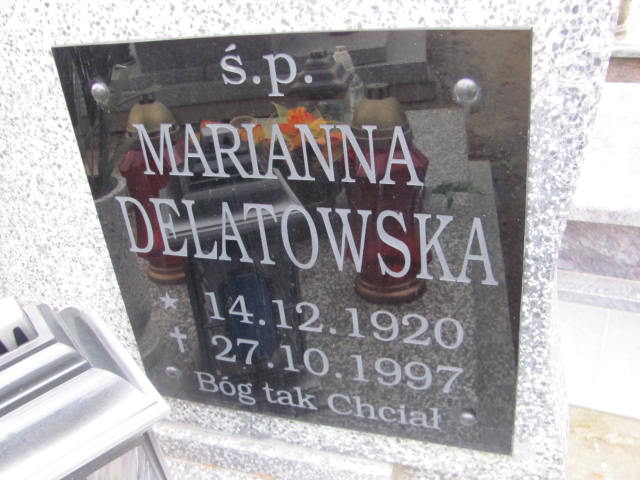 ś.p.
MARIANNA
DELATOWSKA
★ 14.12.1920
† 27.10.1997
Bóg tak Chciał